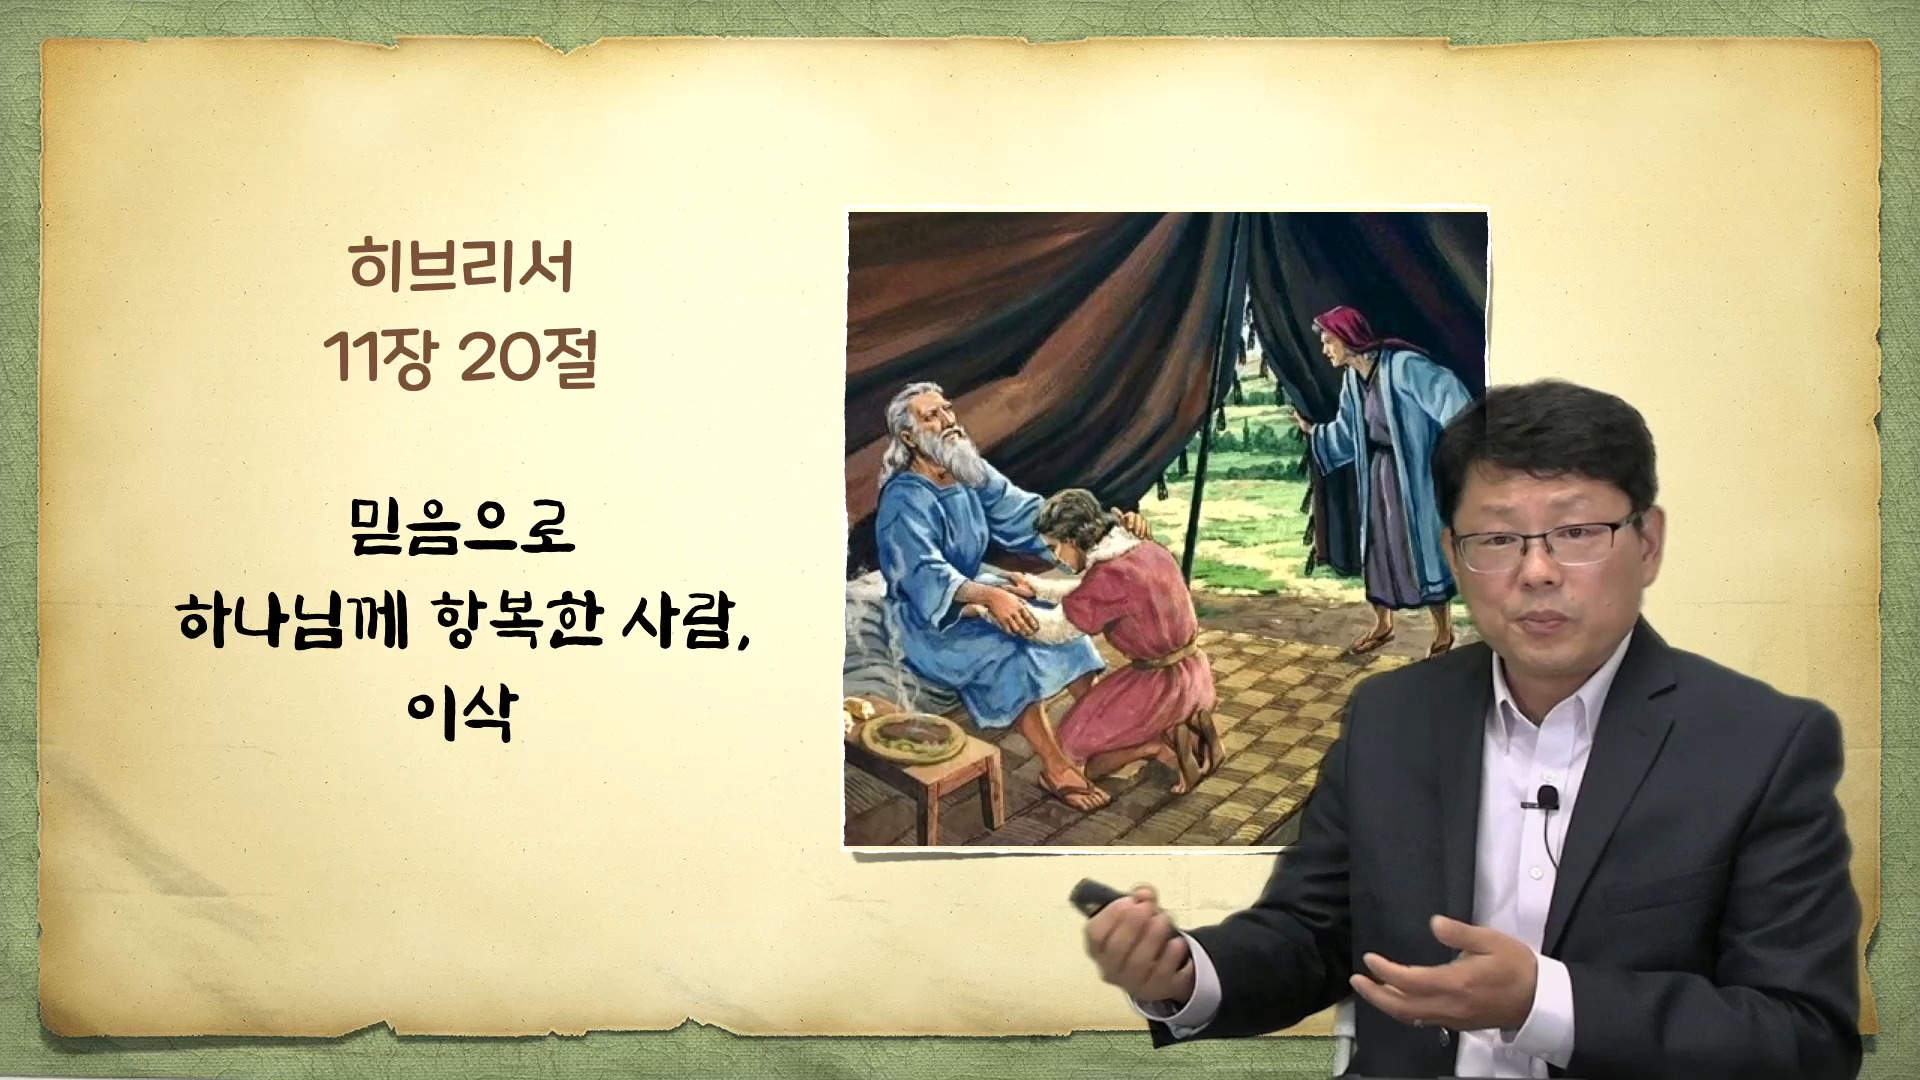 히브리서
11장 20절
믿음으로
하나님께 항복한 사람,
이삭